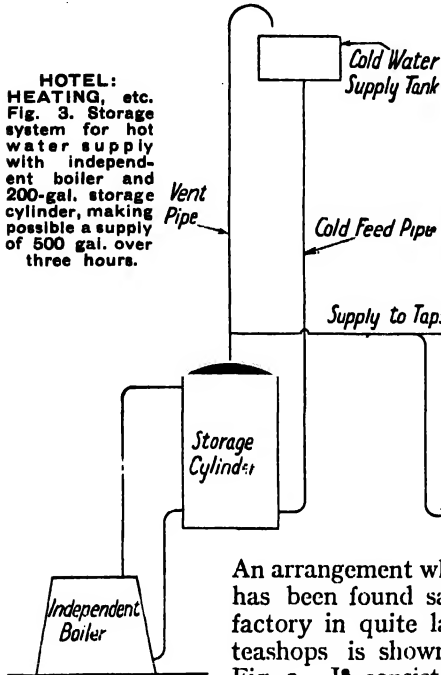 HOTEL:
HEATING, etc.
Fig. 3. Storage
system for hot
water supply
with independ-
ent boiler and
200-gal. storage
cylinder, making
possible a supply
of 500 gal. over
three hours.
Cold Water
Supply Tank
Vent
Pipe
Cold Feed Pipe
Supply to Taps
Storage
Cylinder
Independent
Boiler
An arrangement wh
has been found sa
factory in quite la
teashops is shown